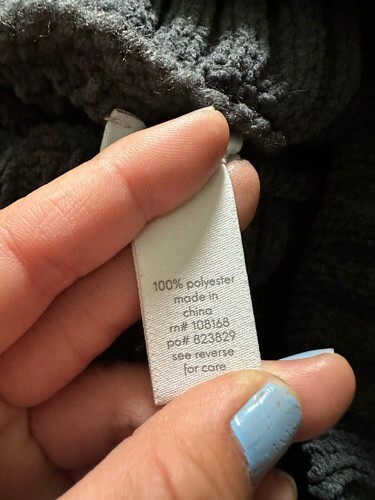 100% polyester
made in
china
rn# 108168
po# 823829
see reverse
for care